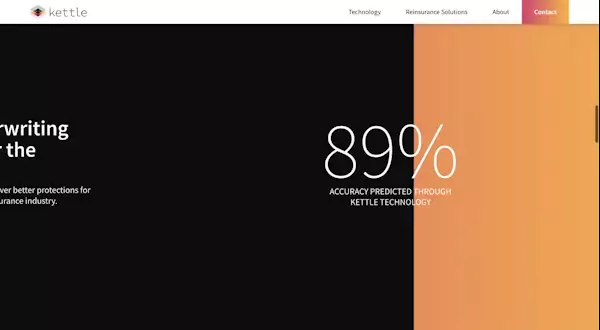 kettle
Technology
Reinsurance Solutions
About
Contact
rwriting
r the
ver better protections for
urance industry.
89%
ACCURACY PREDICTED THROUGH
KETTLE TECHNOLOGY